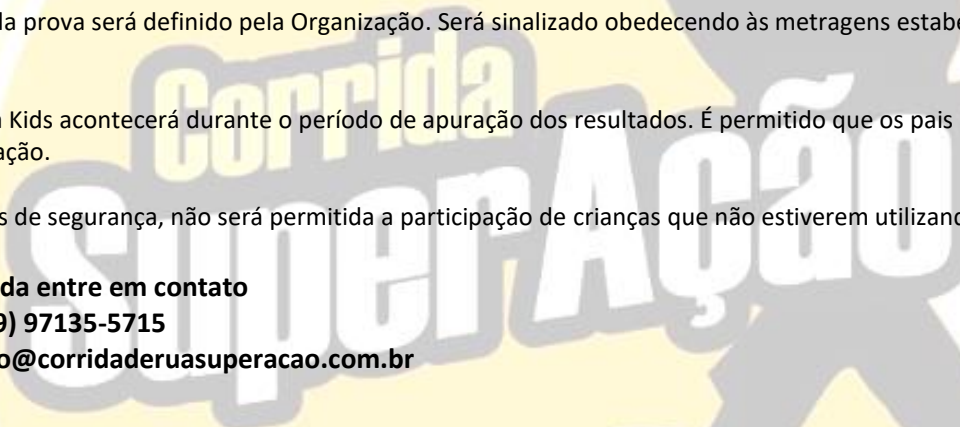 la prova será definido pela Organização. Será sinalizado obedecendo às metragens estabe
Corrida
Kids acontecerá durante o período de apuração dos resultados. É permitido que os pais
ação.
SuperAção
s de segurança, não será permitida a participação de crianças que não estiverem utilizand
da entre em contato
9) 97135-5715
o@corridaderuasuperacao.com.br